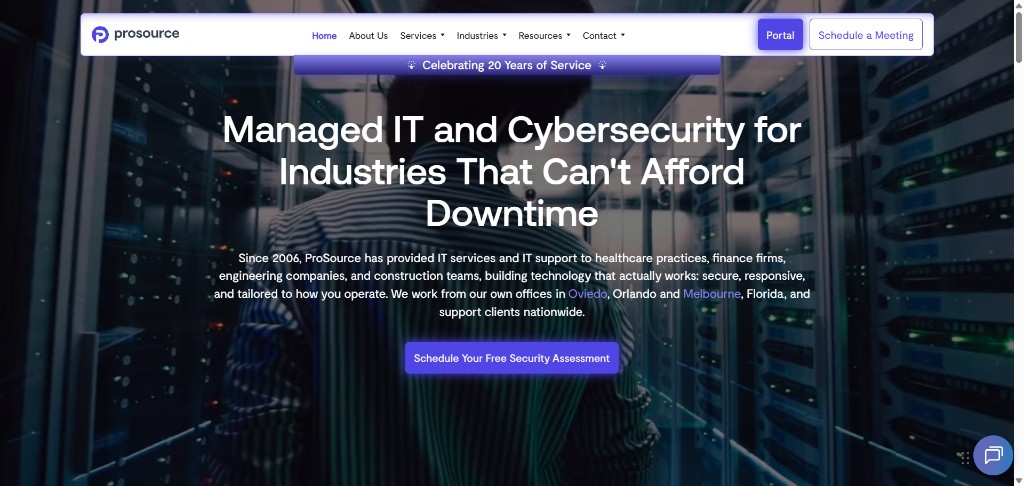 prosource
Home About Us Services Industries Resources Contact
Portal
Schedule a Meeting
Celebrating 20 Years of Service
Managed IT and Cybersecurity for
Industries That Can't Afford
Downtime
Since 2006, ProSource has provided IT services and IT support to healthcare practices, finance firms,
engineering companies, and construction teams, building technology that actually works: secure, responsive,
and tailored to how you operate. We work from our own offices in Oviedo, Orlando and Melbourne, Florida, and
support clients nationwide.
Schedule Your Free Security Assessment